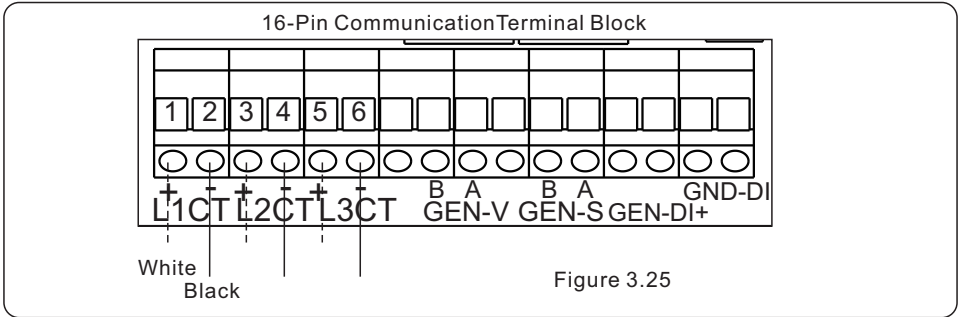 16-Pin CommunicationTerminal Block
1 2 3 4 5 6
+ - + - + - B A B A GND-DI
L1CT L2CT L3CT GEN-V GEN-S GEN-DI+
White
Black
Figure 3.25